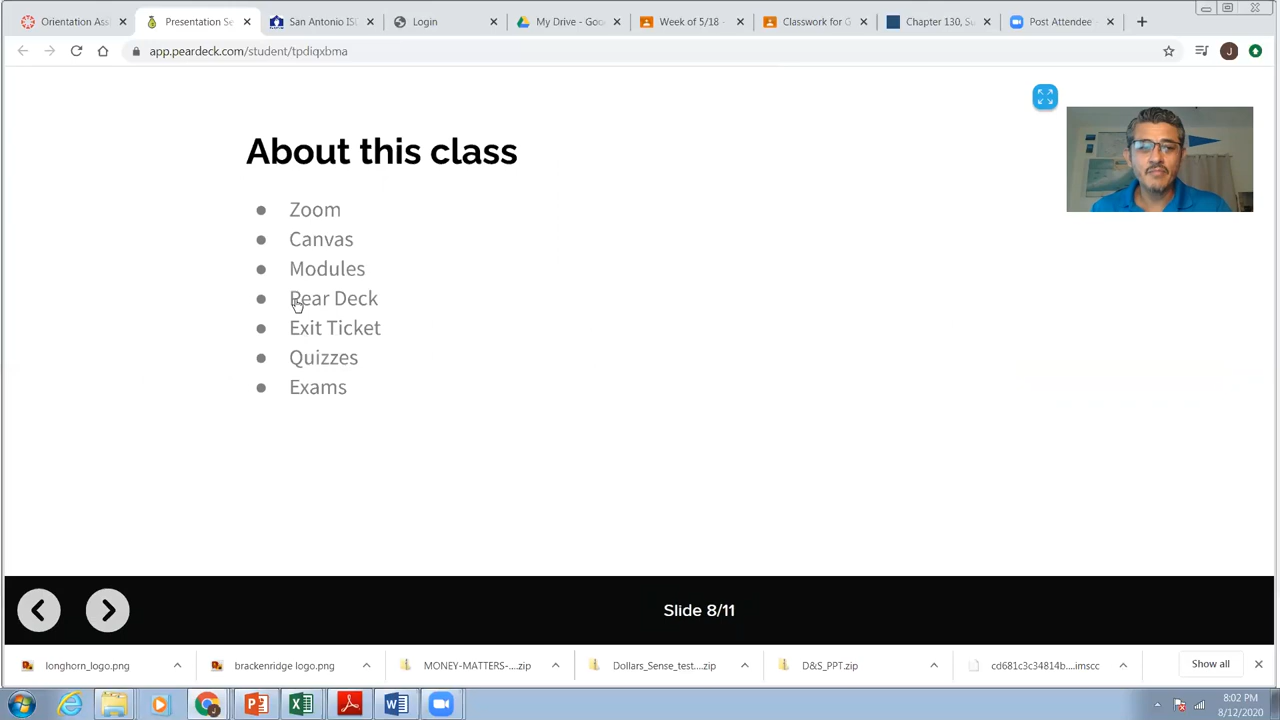 Orientation Ass
Presentation Se
San Antonio ISD
Login
My Drive - Goo
Week of 5/18 -
Classwork for G
Chapter 130, S
Post Attendee -
app.peardeck.com/student/tpdiqxbma
J
About this class
● Zoom
● Canvas
● Modules
● Pear Deck
● Exit Ticket
● Quizzes
● Exams
Slide 8/11
longhorn_logo.png
brackenridge logo.png
MONEY-MATTERS-....zip
Dollars_Sense_test....zip
D&S_PPT.zip
cd681c3c34814b....imscc
Show all
8:02 PM
8/12/2020